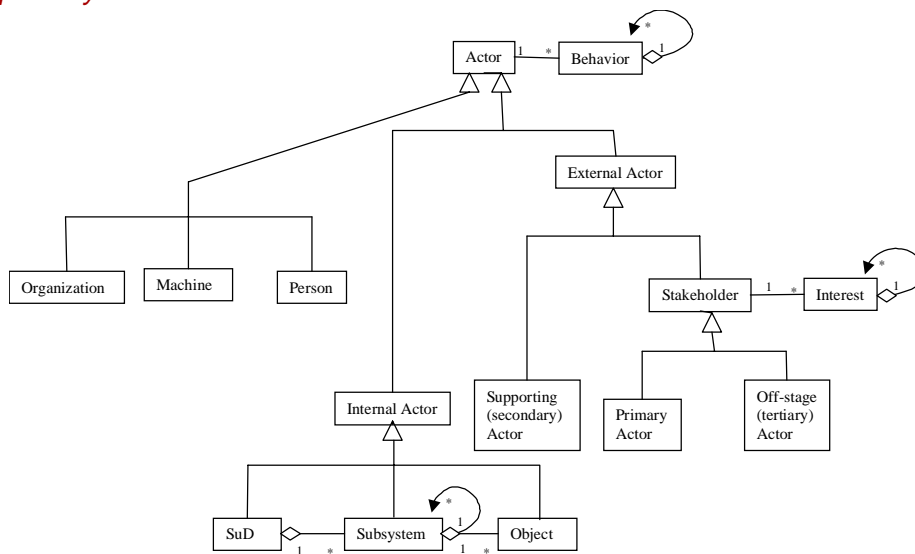 Actor
1
*
Behavior
*
1
External Actor
Organization
Machine
Person
Stakeholder
1
*
Interest
*
1
Internal Actor
Supporting
(secondary)
Actor
Primary
Actor
Off-stage
(tertiary)
Actor
SuD
1
*
Subsystem
*
1
1
*
Object